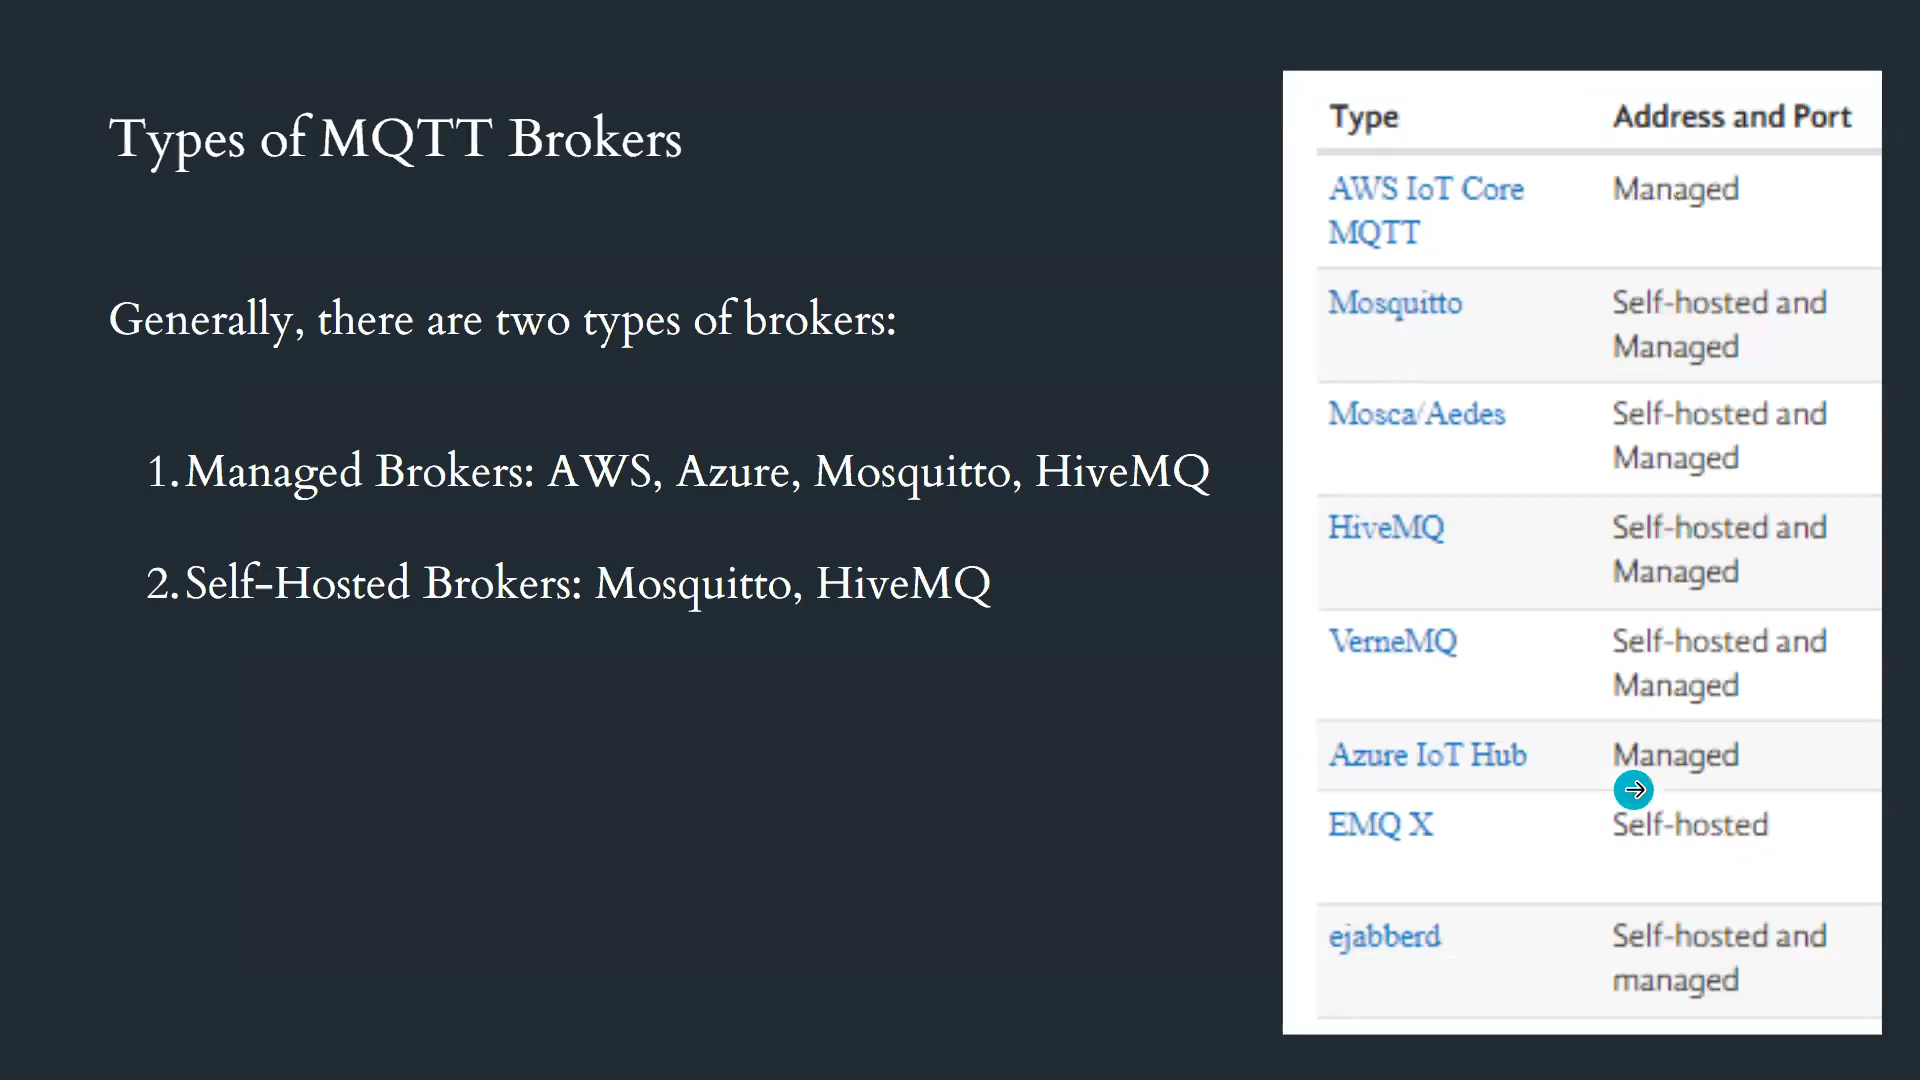 Types of MQTT Brokers
Generally, there are two types of brokers:
1. Managed Brokers: AWS, Azure, Mosquitto, HiveMQ
2. Self-Hosted Brokers: Mosquitto, HiveMQ
Type Address and Port
AWS IoT Core Managed
MQTT
Mosquitto Self-hosted and
Managed
Mosca/Aedes Self-hosted and
Managed
HiveMQ Self-hosted and
Managed
VerneMQ Self-hosted and
Managed
Azure IoT Hub Managed
EMQ X Self-hosted
ejabberd Self-hosted and
managed